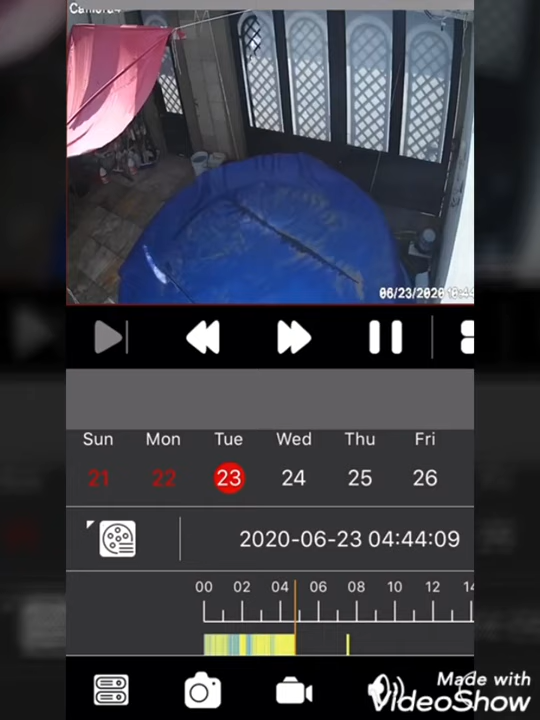 Camera4
06/23/2020
Sun Mon Tue Wed Thu Fri
21 22 23 24 25 26
2020-06-23 04:44:09
00 02 04 06 08 10 12 14
Made with
VideoShow